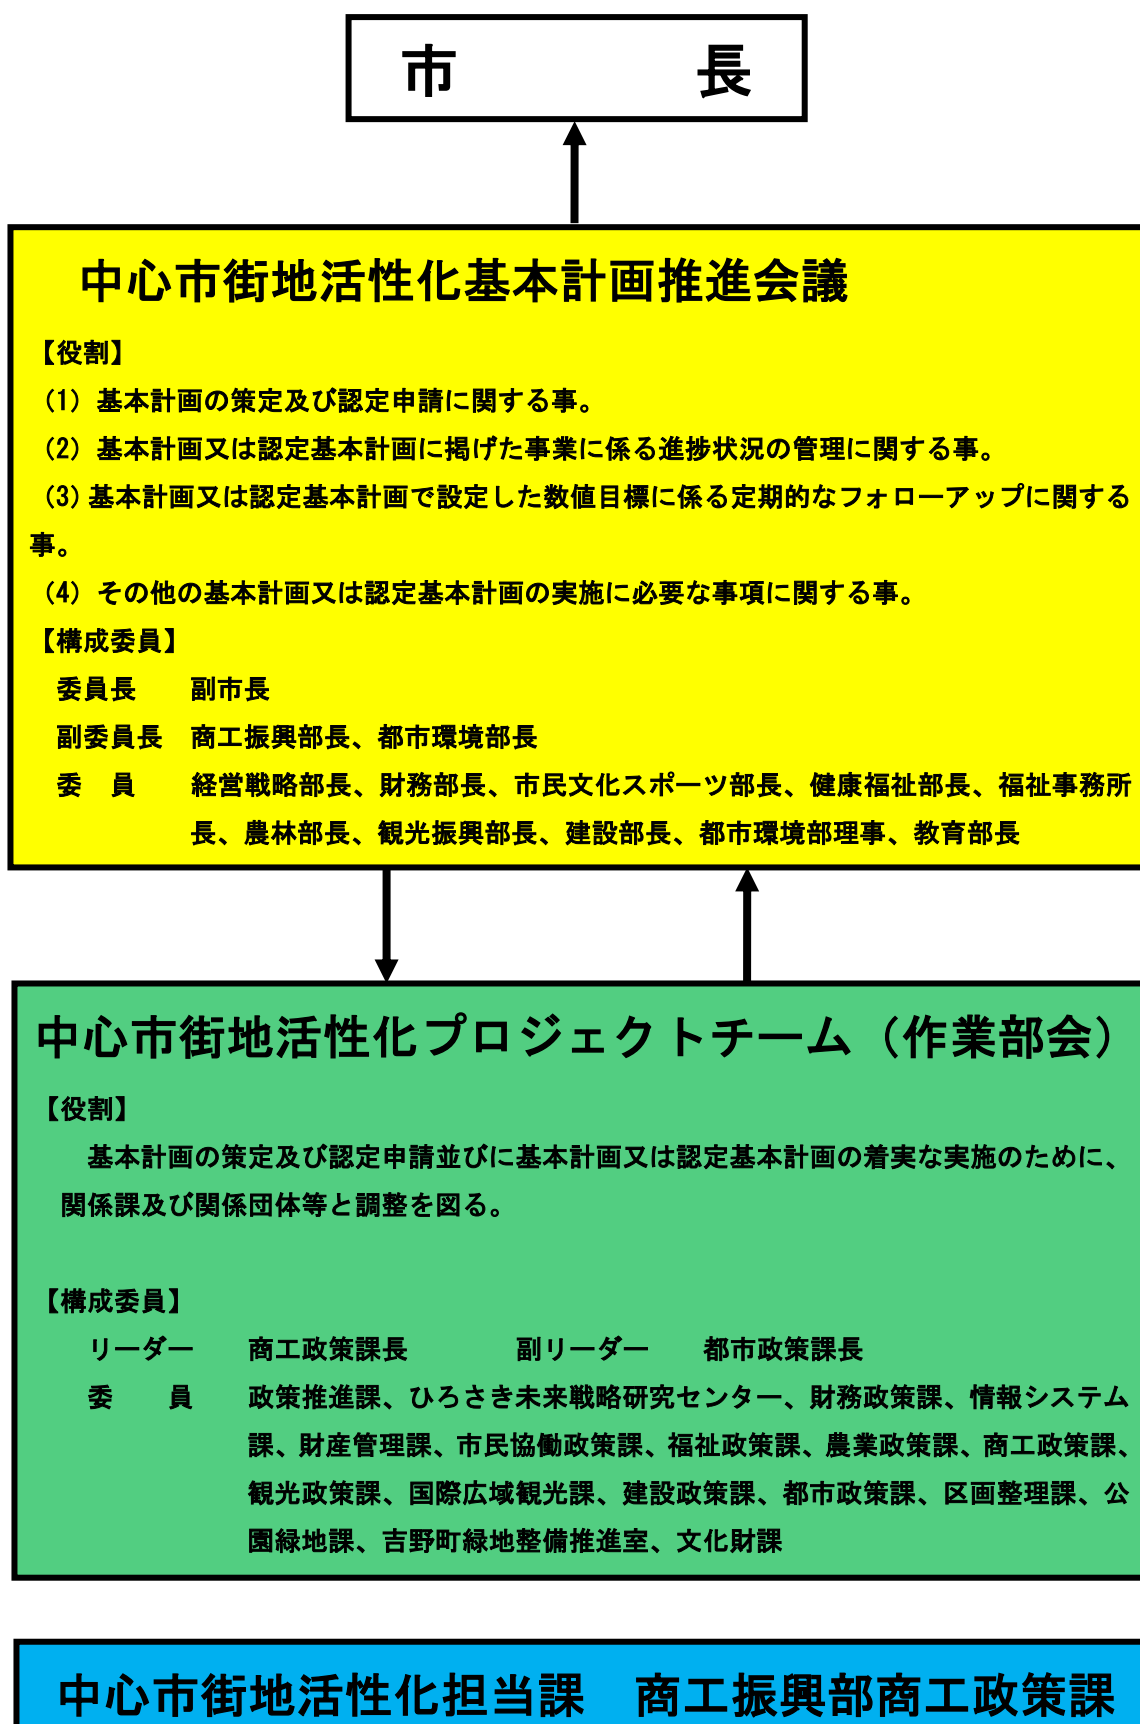 市　長
中心市街地活性化基本計画推進会議
【役割】
(1) 基本計画の策定及び認定申請に関する事。
(2) 基本計画又は認定基本計画に掲げた事業に係る進捗状況の管理に関する事。
(3) 基本計画又は認定基本計画で設定した数値目標に係る定期的なフォローアップに関する
事。
(4) その他の基本計画又は認定基本計画の実施に必要な事項に関する事。
【構成委員】
委員長　副市長
副委員長　商工振興部長、都市環境部長
委　員　経営戦略部長、財務部長、市民文化スポーツ部長、健康福祉部長、福祉事務所
長、農林部長、観光振興部長、建設部長、都市環境部理事、教育部長
中心市街地活性化プロジェクトチーム（作業部会）
【役割】
基本計画の策定及び認定申請並びに基本計画又は認定基本計画の着実な実施のために、
関係課及び関係団体等と調整を図る。
【構成委員】
リーダー　商工政策課長　副リーダー　都市政策課長
委　員　政策推進課、ひろさき未来戦略研究センター、財務政策課、情報システム
課、財産管理課、市民協働政策課、福祉政策課、農業政策課、商工政策課、
観光政策課、国際広域観光課、建設政策課、都市政策課、区画整理課、公
園緑地課、吉野町緑地整備推進室、文化財課
中心市街地活性化担当課　商工振興部商工政策課